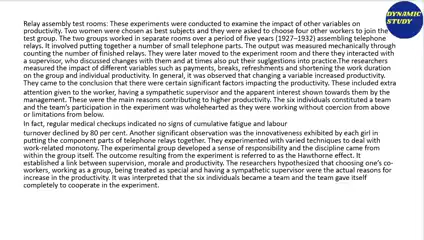 DYNAMIC
STUDY
Relay assembly test rooms: These experiments were conducted to examine the impact of other variables on
productivity. Two women were chosen as best subjects and they were asked to choose four other workers to join the
test group. The two groups worked in separate rooms over a period of five years (1927–1932) assembling telephone
relays. It involved putting together a number of small telephone parts. The output was measured mechanically through
counting the number of finished relays. They were later moved to the experiment room and there they interacted with
a supervisor, who discussed changes with them and at times also put their suggestions into practice.The researchers
measured the impact of different variables such as payments, breaks, refreshments and shortening the work duration
on the group and individual productivity. In general, it was observed that changing a variable increased productivity.
They came to the conclusion that there were certain significant factors impacting the productivity. These included extra
attention given to the worker, having a sympathetic supervisor and the apparent interest shown towards them by the
management. These were the main reasons contributing to higher productivity. The six individuals constituted a team
and the team's participation in the experiment was wholehearted as they were working without coercion from above
or limitations from below.
In fact, regular medical checkups indicated no signs of cumulative fatigue and labour
turnover declined by 80 per cent. Another significant observation was the innovativeness exhibited by each girl in
putting the components of telephone relays together. They experimented with varied techniques to deal with
work-related monotony. The experimental group developed a sense of responsibility and the discipline came from
within the group itself. The outcome resulting from the experiment is referred to as the Hawthorne effect. It
established a link between supervision, morale and productivity. The researchers hypothesized that choosing one's co-
workers, working as a group, being treated as special and having a sympathetic supervisor were the actual reasons for
increase in the productivity. It was interpreted that the six individuals became a team and the team gave itself
completely to cooperate in the experiment.